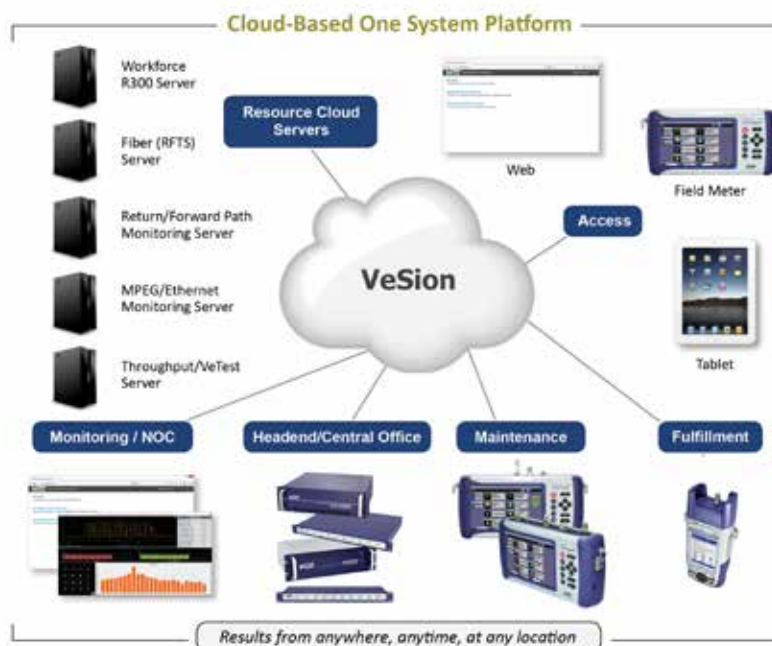 Cloud-Based One System Platform
Workforce
R300 Server
Fiber (RFTS)
Server
Return/Forward Path
Monitoring Server
MPEG/Ethernet
Monitoring Server
Throughput/VeTest
Server
Resource Cloud
Servers
Web
Field Meter
Access
Tablet
VeSion
Monitoring / NOC
Headend/Central Office
Maintenance
Fulfillment
Results from anywhere, anytime, at any location